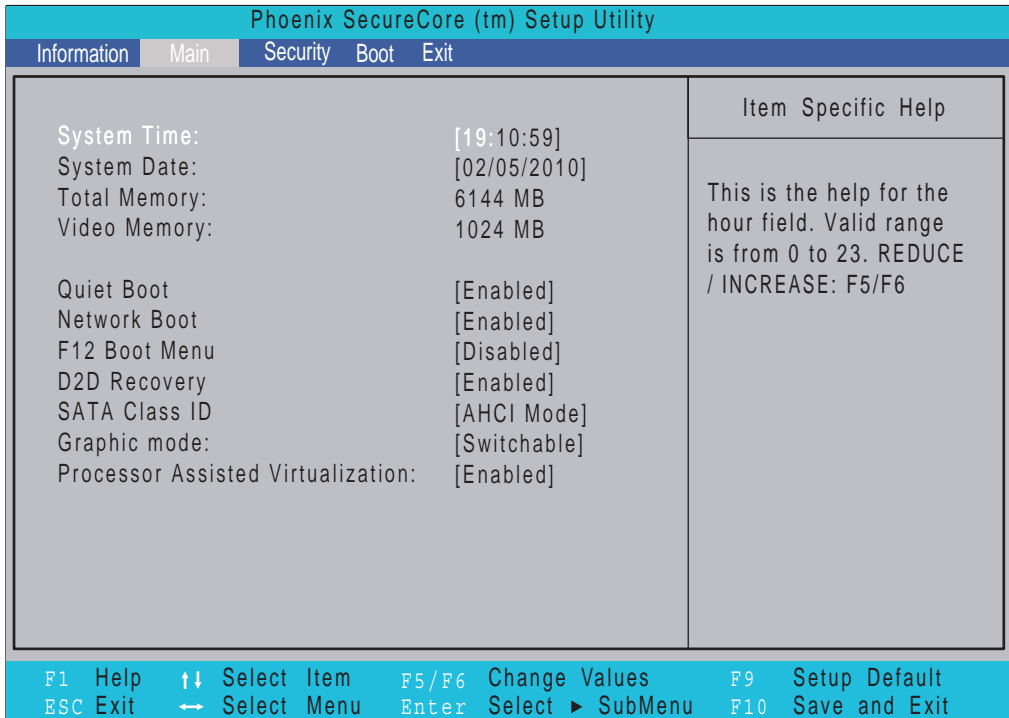 Phoenix SecureCore (tm) Setup Utility
Information Main Security Boot Exit
System Time: [19:10:59]
System Date: [02/05/2010]
Total Memory: 6144 MB
Video Memory: 1024 MB
Quiet Boot [Enabled]
Network Boot [Enabled]
F12 Boot Menu [Disabled]
D2D Recovery [Enabled]
SATA Class ID [AHCI Mode]
Graphic mode: [Switchable]
Processor Assisted Virtualization: [Enabled]
Item Specific Help
This is the help for the
hour field. Valid range
is from 0 to 23. REDUCE
/ INCREASE: F5/F6
F1 Help ↑↓ Select Item F5/F6 Change Values F9 Setup Default
ESC Exit ↔ Select Menu Enter Select ► SubMenu F10 Save and Exit